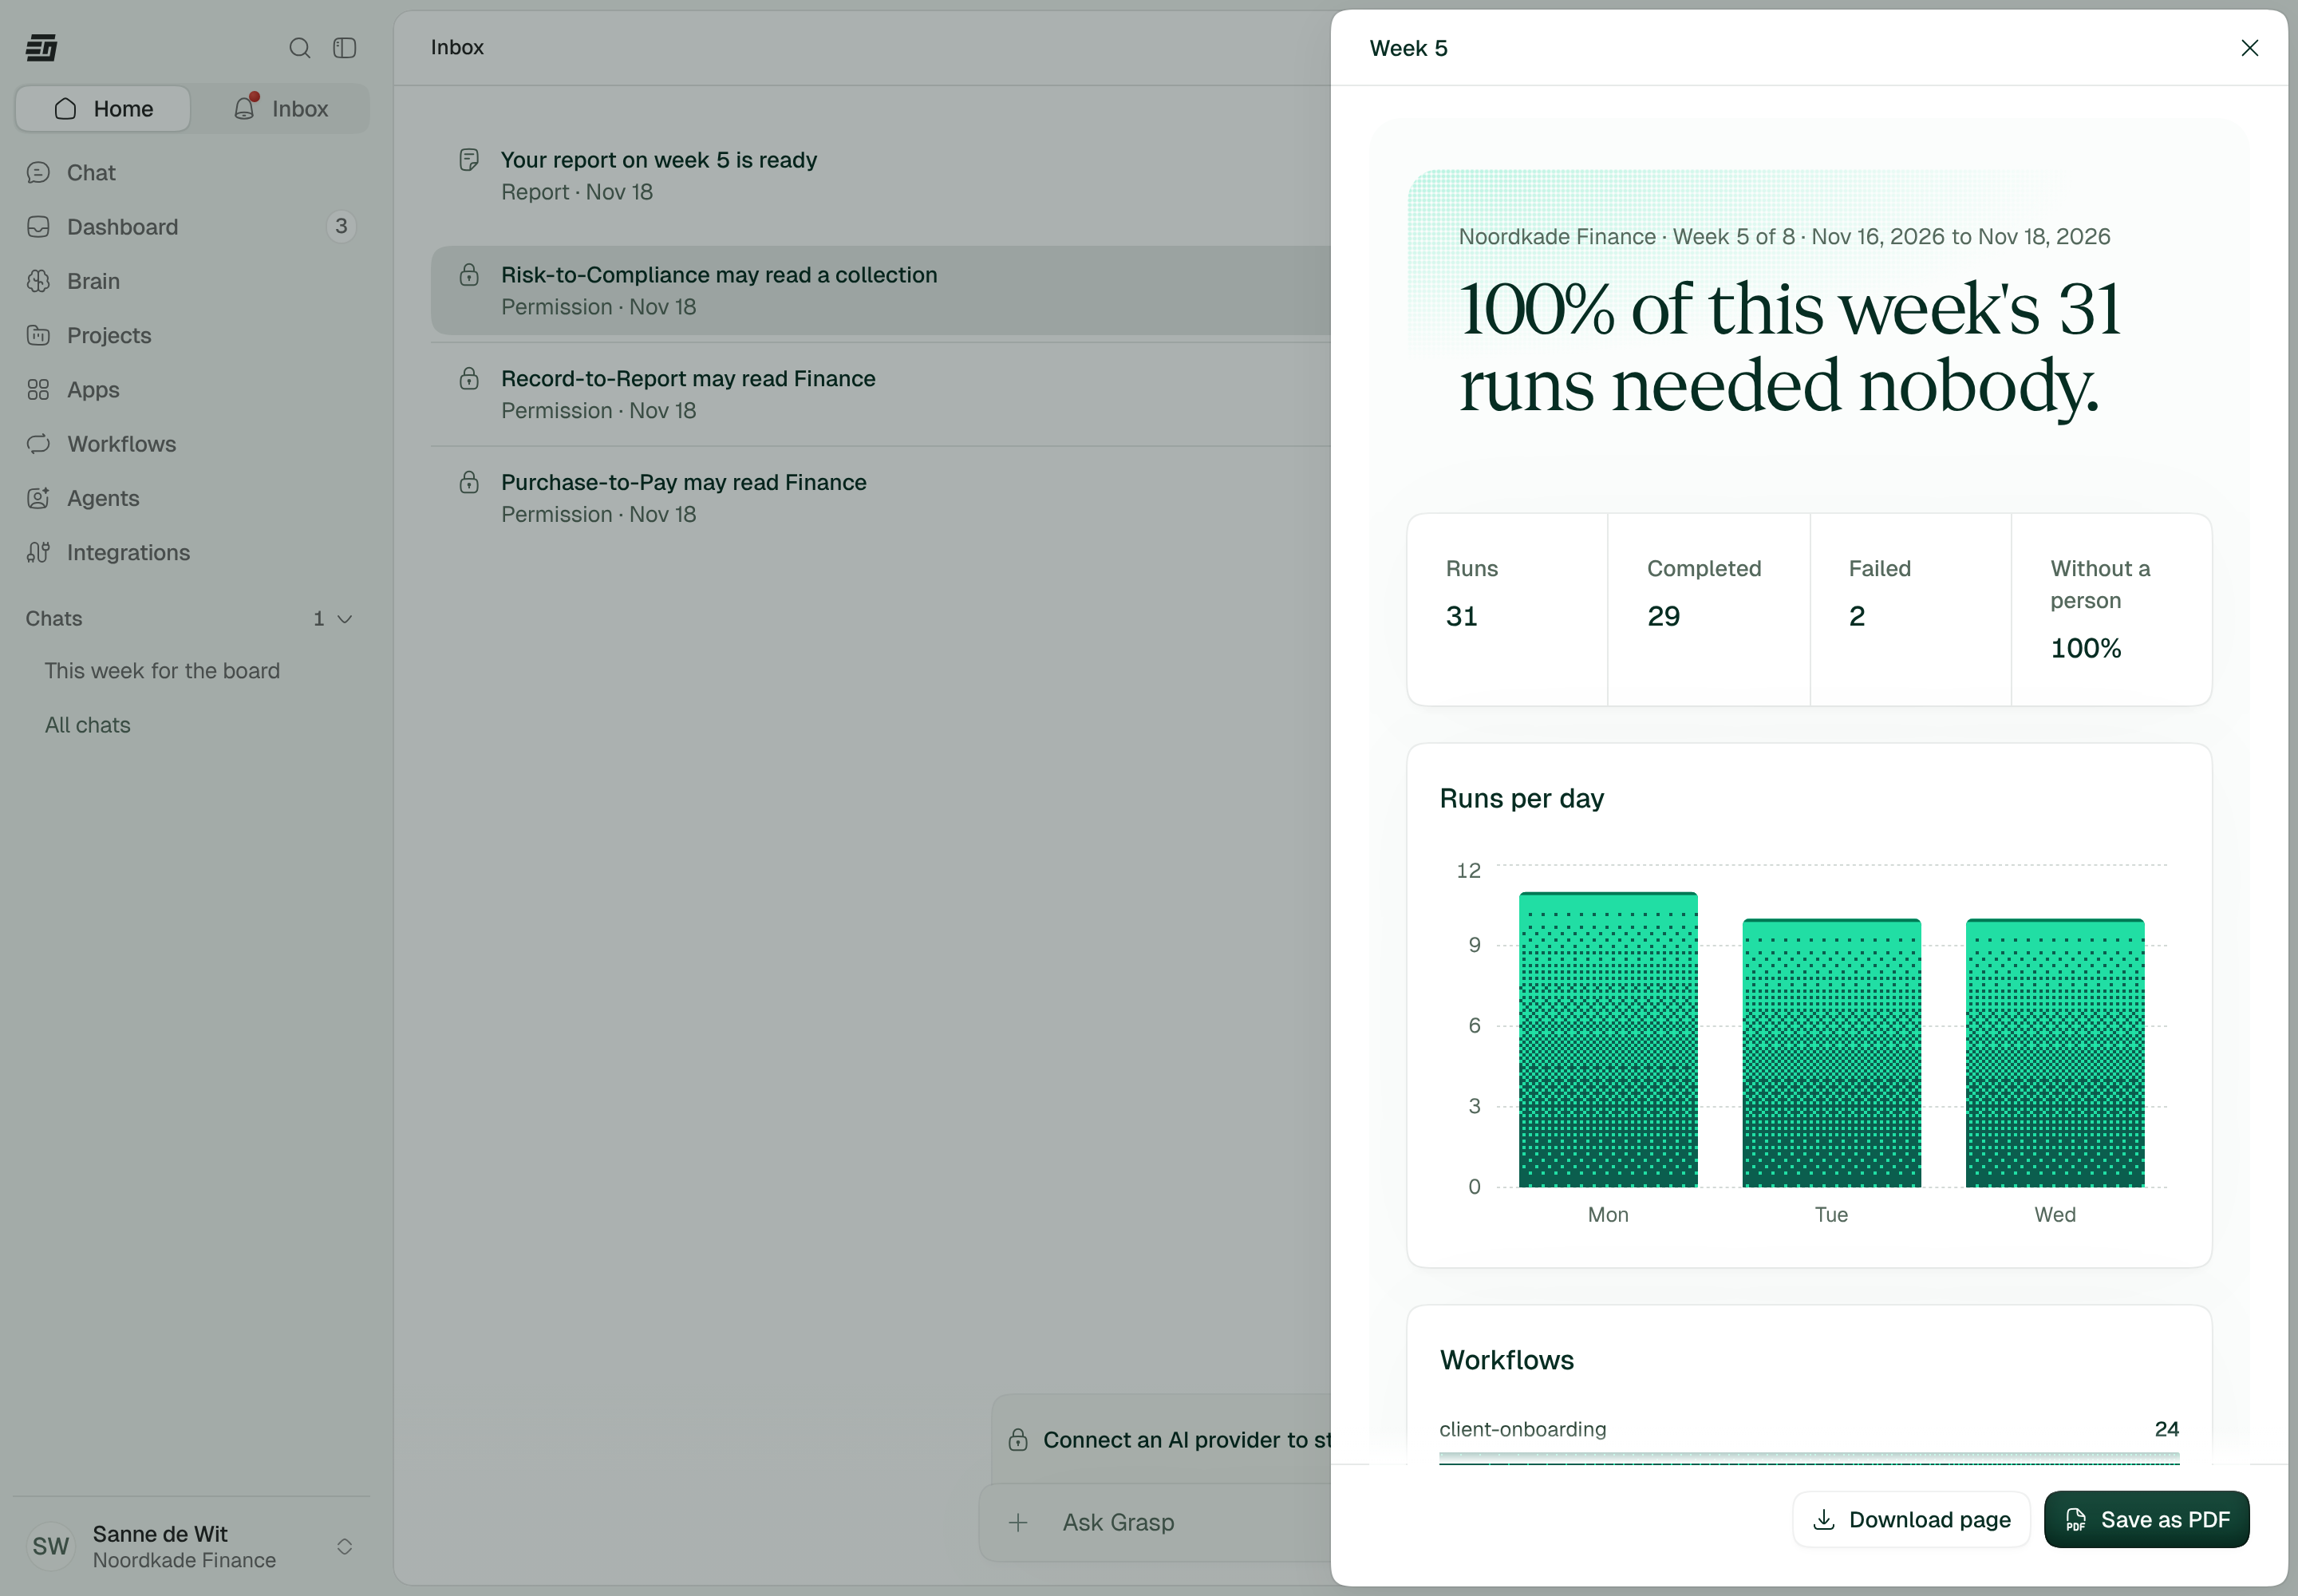 Home
Inbox
Chat
Dashboard
3
Brain
Projects
Apps
Workflows
Agents
Integrations
Chats
1
This week for the board
All chats
SW
Sanne de Wit
Noordkade Finance
Inbox
Your report on week 5 is ready
Report · Nov 18
Risk-to-Compliance may read a collection
Permission · Nov 18
Record-to-Report may read Finance
Permission · Nov 18
Purchase-to-Pay may read Finance
Permission · Nov 18
Connect an AI provider to st
Ask Grasp
Week 5
Noordkade Finance · Week 5 of 8 · Nov 16, 2026 to Nov 18, 2026
100% of this week's 31
runs needed nobody.
Runs
31
Completed
29
Failed
2
Without a
person
100%
Runs per day
12
9
6
3
0
Mon
Tue
Wed
Workflows
client-onboarding
24
Download page
PDF
Save as PDF